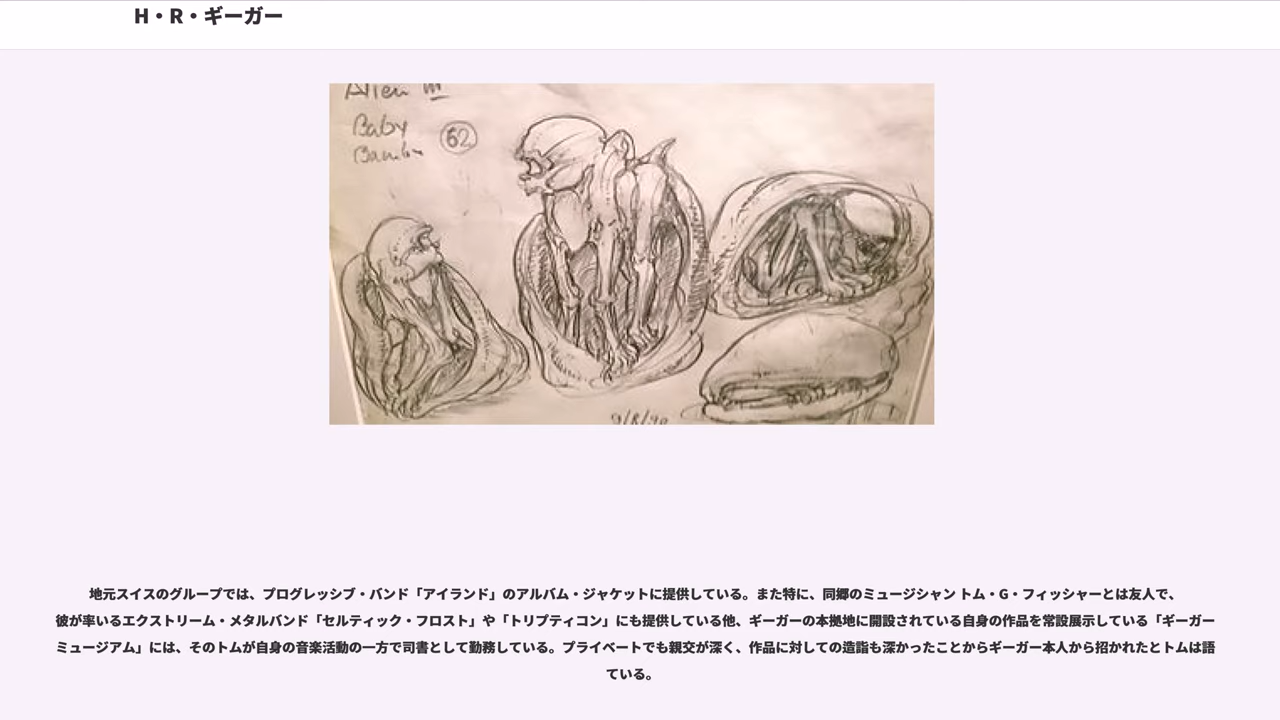 H・R・ギーガー
Alien III
Baby
62
地元スイスのグループでは、プログレッシブ・バンド「アイランド」のアルバム・ジャケットに提供している。また特に、同郷のミュージシャン トム・G・フィッシャーとは友人で、
彼が率いるエクストリーム・メタルバンド「セルティック・フロスト」や「トリプティコン」にも提供している他、ギーガーの本拠地に開設されている自身の作品を常設展示している「ギーガー
ミュージアム」には、そのトムが自身の音楽活動の一方で司書として勤務している。プライベートでも親交が深く、作品に対しての造詣も深かったことからギーガー本人から招かれたとトムは語
ている。